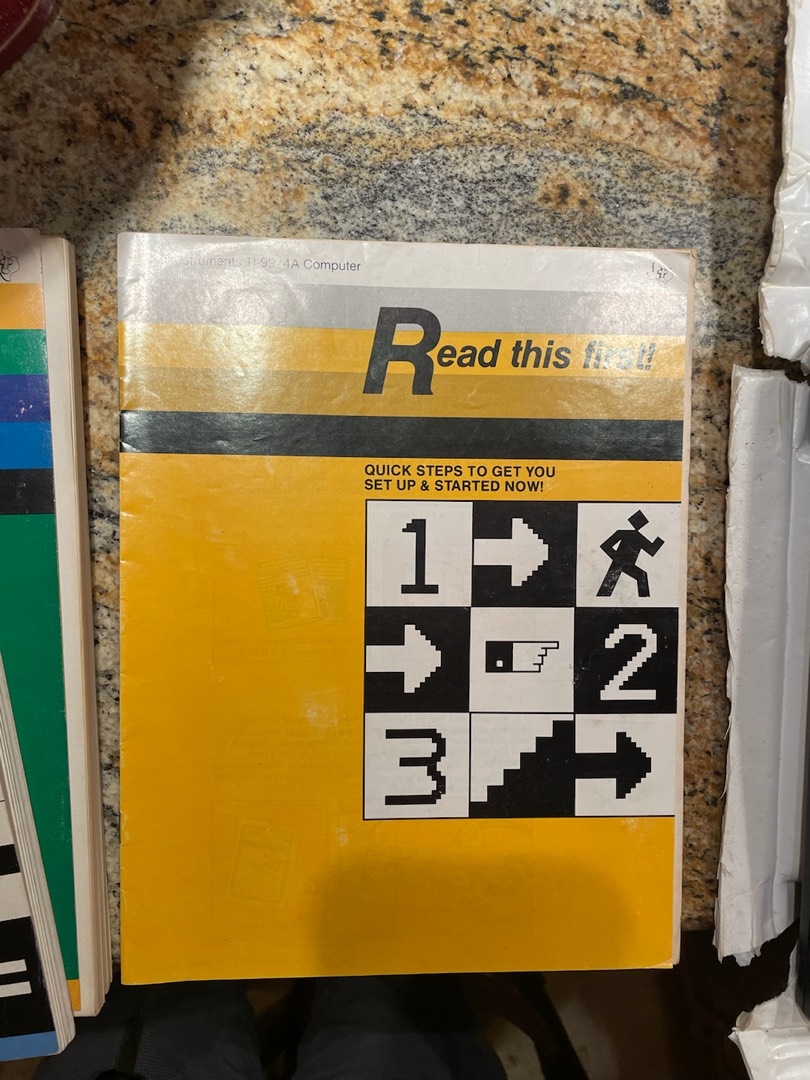 struments TI-99/4A Computer
Read this first!
QUICK STEPS TO GET YOU
SET UP & STARTED NOW!
1
2
3